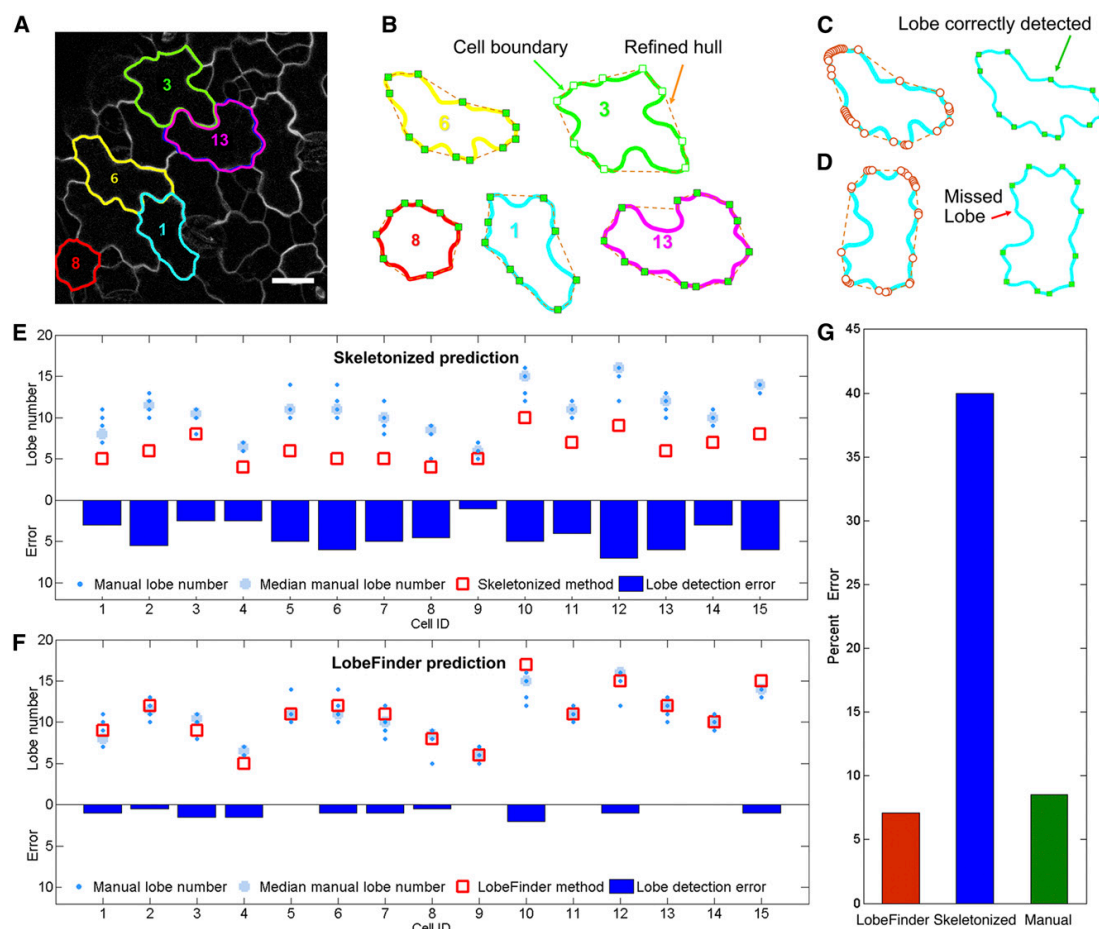 A
3
13
6
1
8
B
Cell boundary
Refined hull
6
3
8
1
13
C
Lobe correctly detected
D
Missed
Lobe
E
Skeletonized prediction
Lobe number
20
15
10
5
0
Error
5
10
Manual lobe number Median manual lobe number Skeletonized method Lobe detection error
1 2 3 4 5 6 7 8 9 10 11 12 13 14 15
Cell ID
F
LobeFinder prediction
Lobe number
20
15
10
5
0
Error
5
10
Manual lobe number Median manual lobe number LobeFinder method Lobe detection error
1 2 3 4 5 6 7 8 9 10 11 12 13 14 15
Cell ID
G
Percent Error
45
40
35
30
25
20
15
10
5
0
LobeFinder Skeletonized Manual